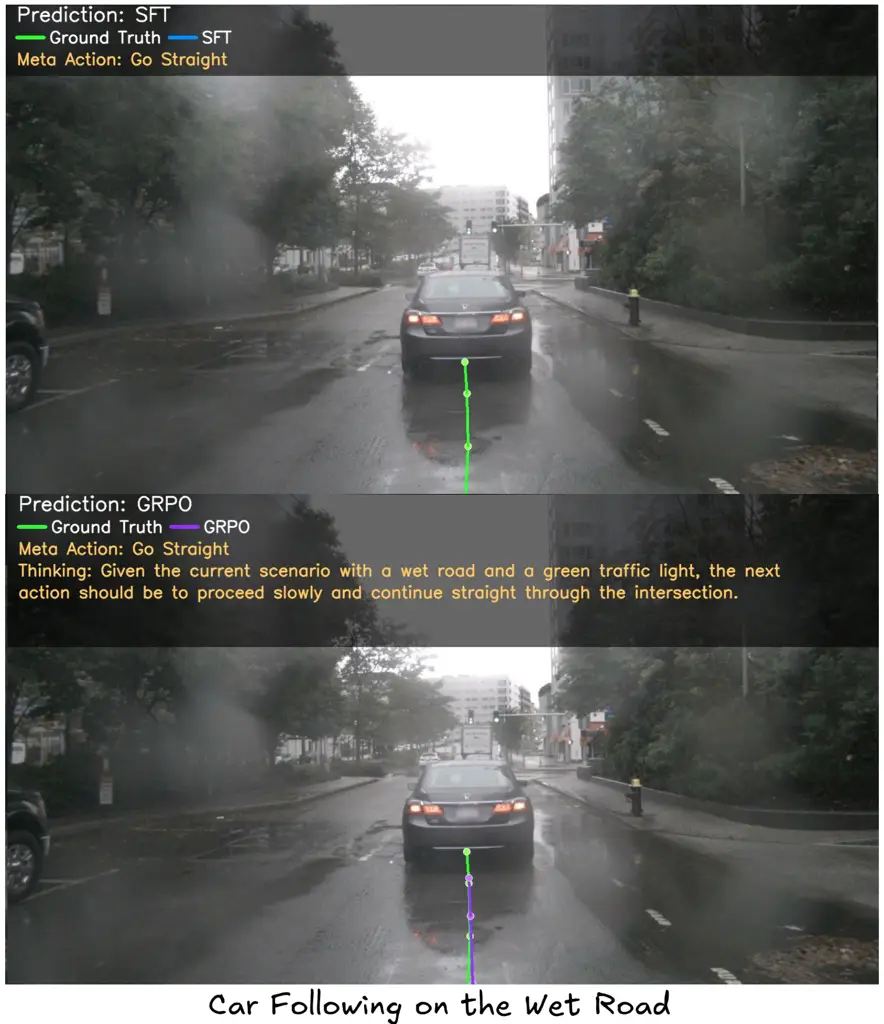 Prediction: SFT
Ground Truth SFT
Meta Action: Go Straight
Prediction: GRPO
Ground Truth GRPO
Meta Action: Go Straight
Thinking: Given the current scenario with a wet road and a green traffic light, the next
action should be to proceed slowly and continue straight through the intersection.
Car Following on the Wet Road